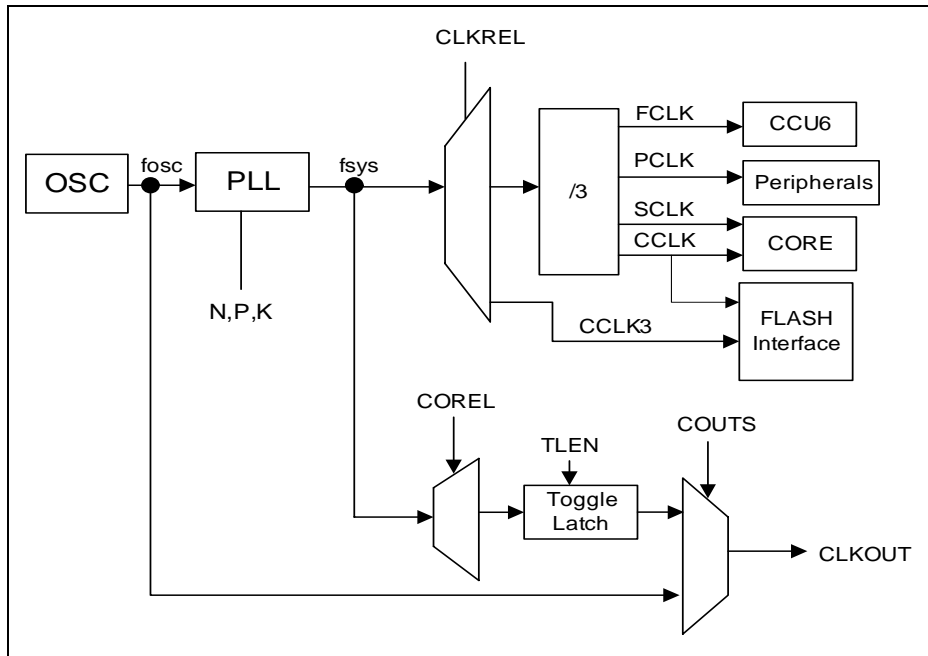 CLKREL
FCLK
CCU6
OSC
fosc
PLL
fsys
/3
PCLK
Peripherals
SCLK
CCLK
CORE
N,P,K
CCLK3
FLASH
Interface
COREL
TLEN
COUTS
Toggle
Latch
CLKOUT